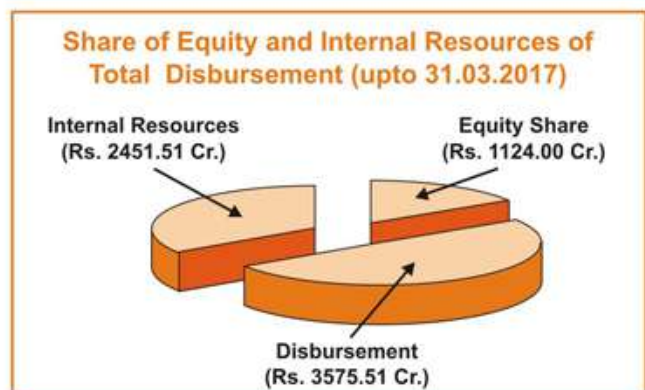 Share of Equity and Internal Resources of
Total Disbursement (upto 31.03.2017)
Internal Resources
(Rs. 2451.51 Cr.)
Equity Share
(Rs. 1124.00 Cr.)
Disbursement
(Rs. 3575.51 Cr.)